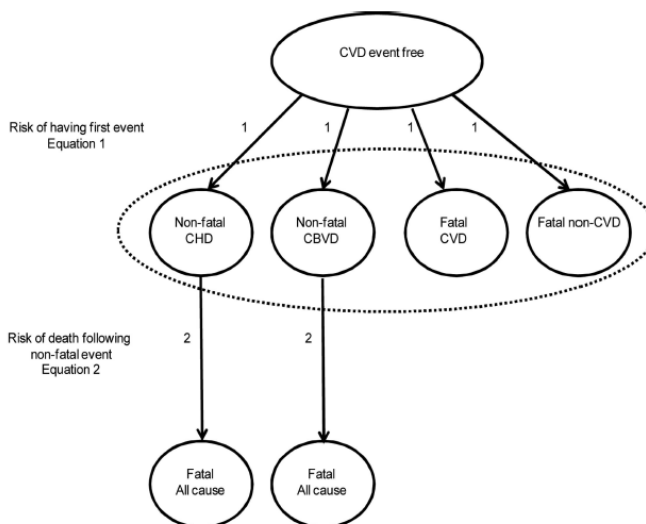 CVD event free
1
1
1
1
Risk of having first event
Equation 1
Non-fatal
CHD
Non-fatal
CBVD
Fatal
CVD
Fatal non-CVD
Risk of death following
non-fatal event
Equation 2
2
2
Fatal
All cause
Fatal
All cause